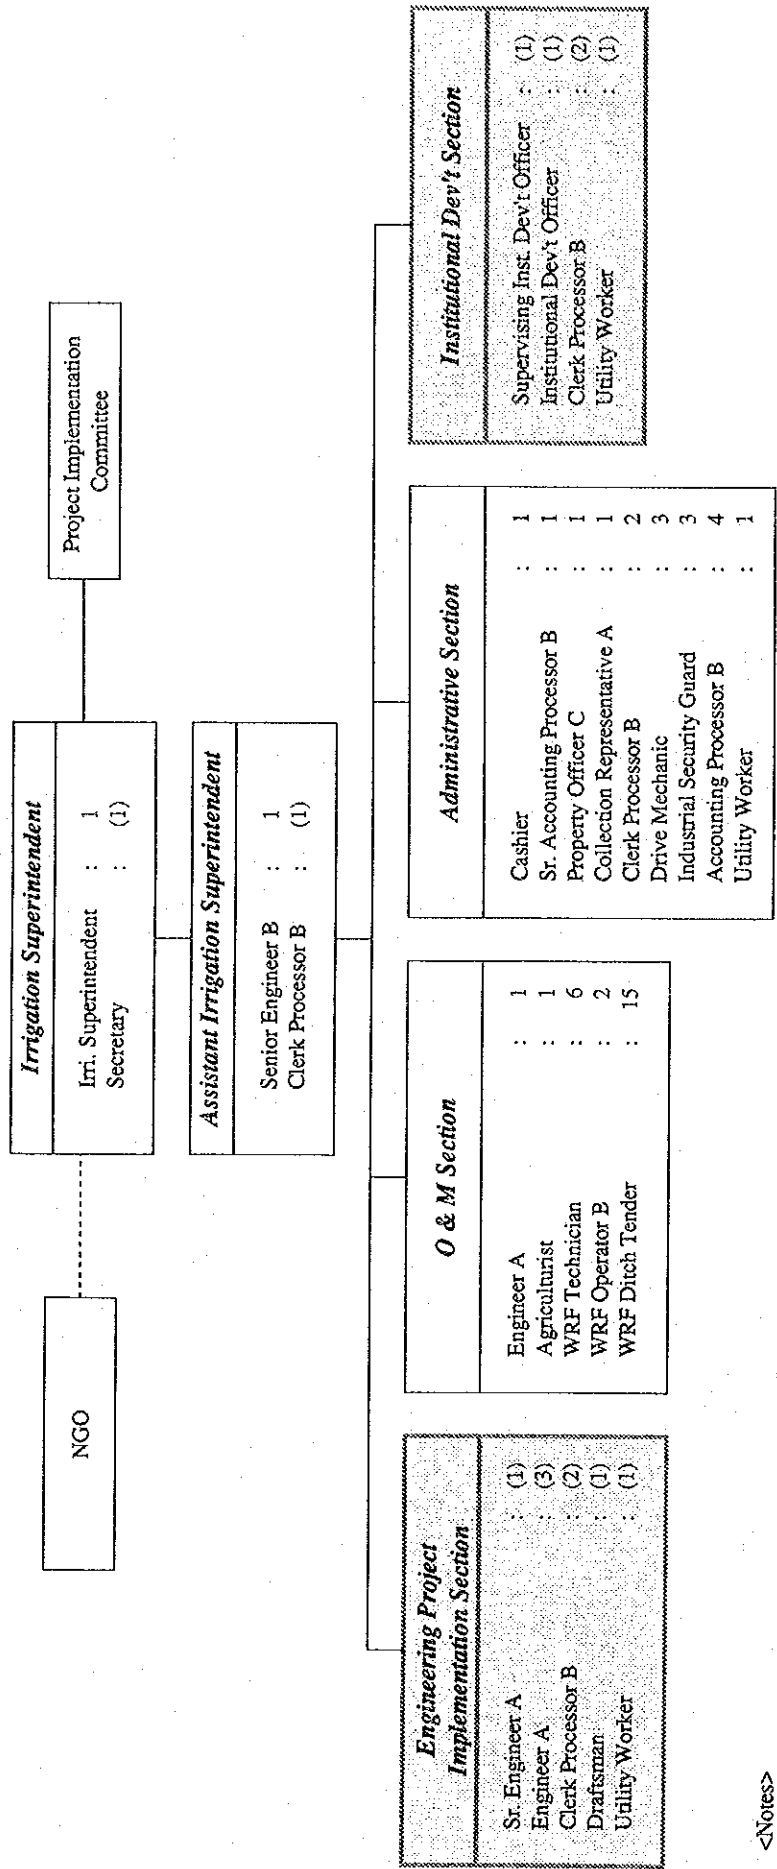 NGO
Irrigation Superintendent
Irri. Superintendent : 1
Secretary : (1)
Project Implementation
Committee
Assistant Irrigation Superintendent
Senior Engineer B : 1
Clerk Processor B : (1)
Engineering Project
Implementation Section
Sr. Engineer A : (1)
Engineer A : (3)
Clerk Processor B : (2)
Draftsman : (1)
Utility Worker : (1)
O & M Section
Engineer A : 1
Agriculturist : 1
WRF Technician : 6
WRF Operator B : 2
WRF Ditch Tender : 15
Administrative Section
Cashier : 1
Sr. Accounting Processor B : 1
Property Officer C : 1
Collection Representative A : 1
Clerk Processor B : 2
Drive Mechanic : 3
Industrial Security Guard : 3
Accounting Processor B : 4
Utility Worker : 1
Institutional Dev't Section
Supervising Inst. Dev't Officer : (1)
Institutional Dev't Officer : (1)
Clerk Processor B : (2)
Utility Worker : (1)
<Notes>